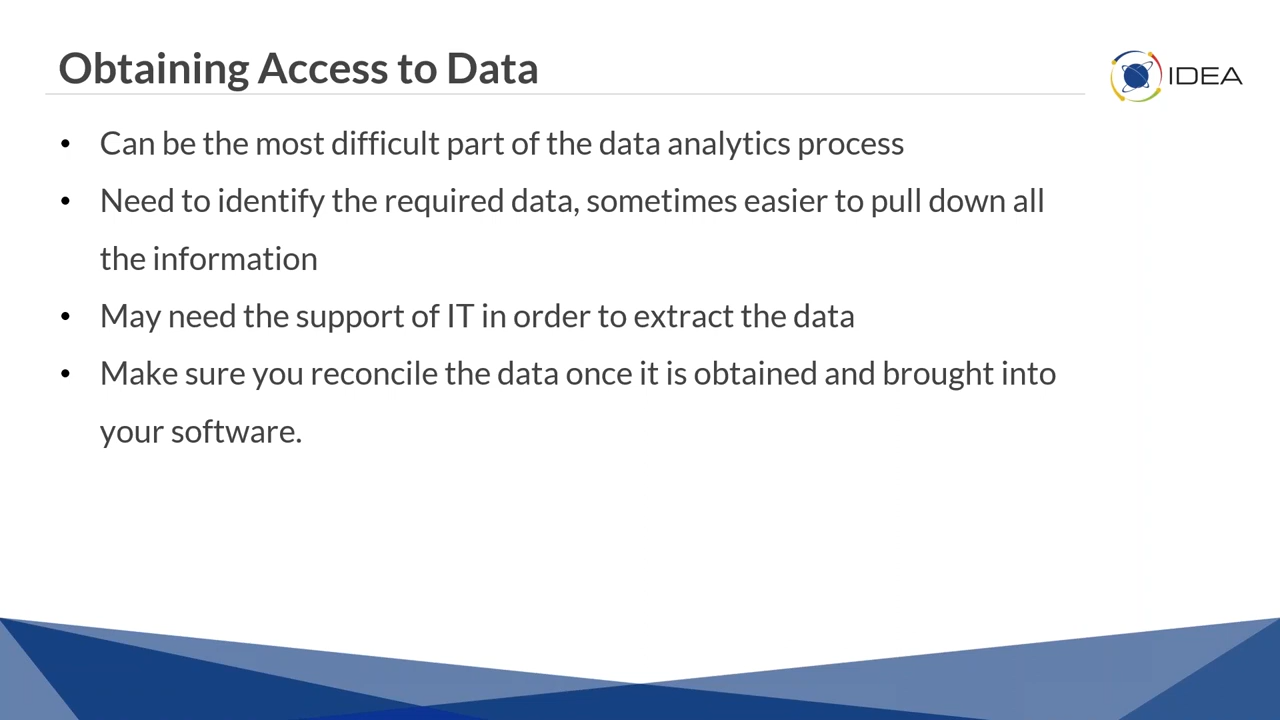 Obtaining Access to Data
IDEA
• Can be the most difficult part of the data analytics process
• Need to identify the required data, sometimes easier to pull down all
the information
• May need the support of IT in order to extract the data
• Make sure you reconcile the data once it is obtained and brought into
your software.